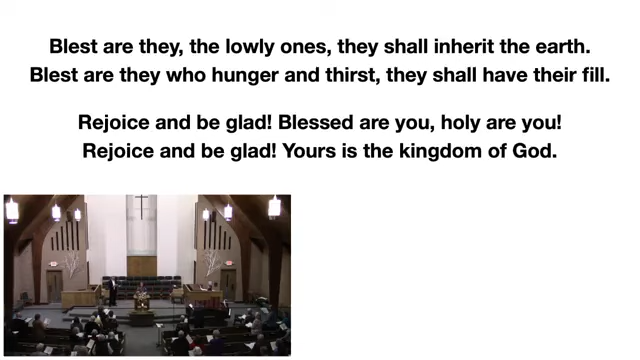 Blest are they, the lowly ones, they shall inherit the earth.
Blest are they who hunger and thirst, they shall have their fill.
Rejoice and be glad! Blessed are you, holy are you!
Rejoice and be glad! Yours is the kingdom of God.